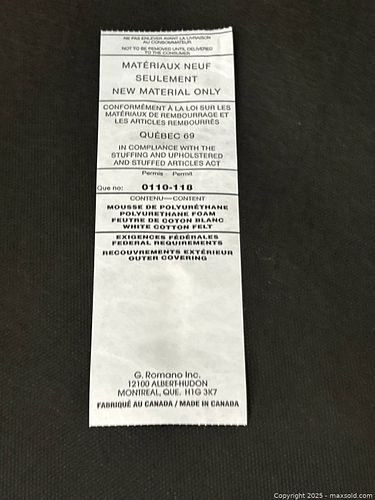 NE PAS ENLEVER AVANT LA LIVRAISON
AU CONSOMMATEUR
NOT TO BE REMOVED UNTIL DELIVERED
TO THE CONSUMER
MATÉRIAUX NEUF
SEULEMENT
NEW MATERIAL ONLY
CONFORMÉMENT À LA LOI SUR LES
MATÉRIAUX DE REMBOURRAGE ET
LES ARTICLES REMBOURRÉS
QUÉBEC 69
IN COMPLIANCE WITH THE
STUFFING AND UPHOLSTERED
AND STUFFED ARTICLES ACT
Permis - Permit
Que no: 0110-118
CONTENU—CONTENT
MOUSSE DE POLYURÉTHANE
POLYURETHANE FOAM
FEUTRE DE COTON BLANC
WHITE COTTON FELT
EXIGENCES FÉDÉRALES
FEDERAL REQUIREMENTS
RECOUVREMENTS EXTÉRIEUR
OUTER COVERING
G. Romano Inc.
12100 ALBERT-HUDON
MONTREAL, QUE. H1G 3K7
FABRIQUÉ AU CANADA / MADE IN CANADA
Copyright © 2025 - maxsold.com